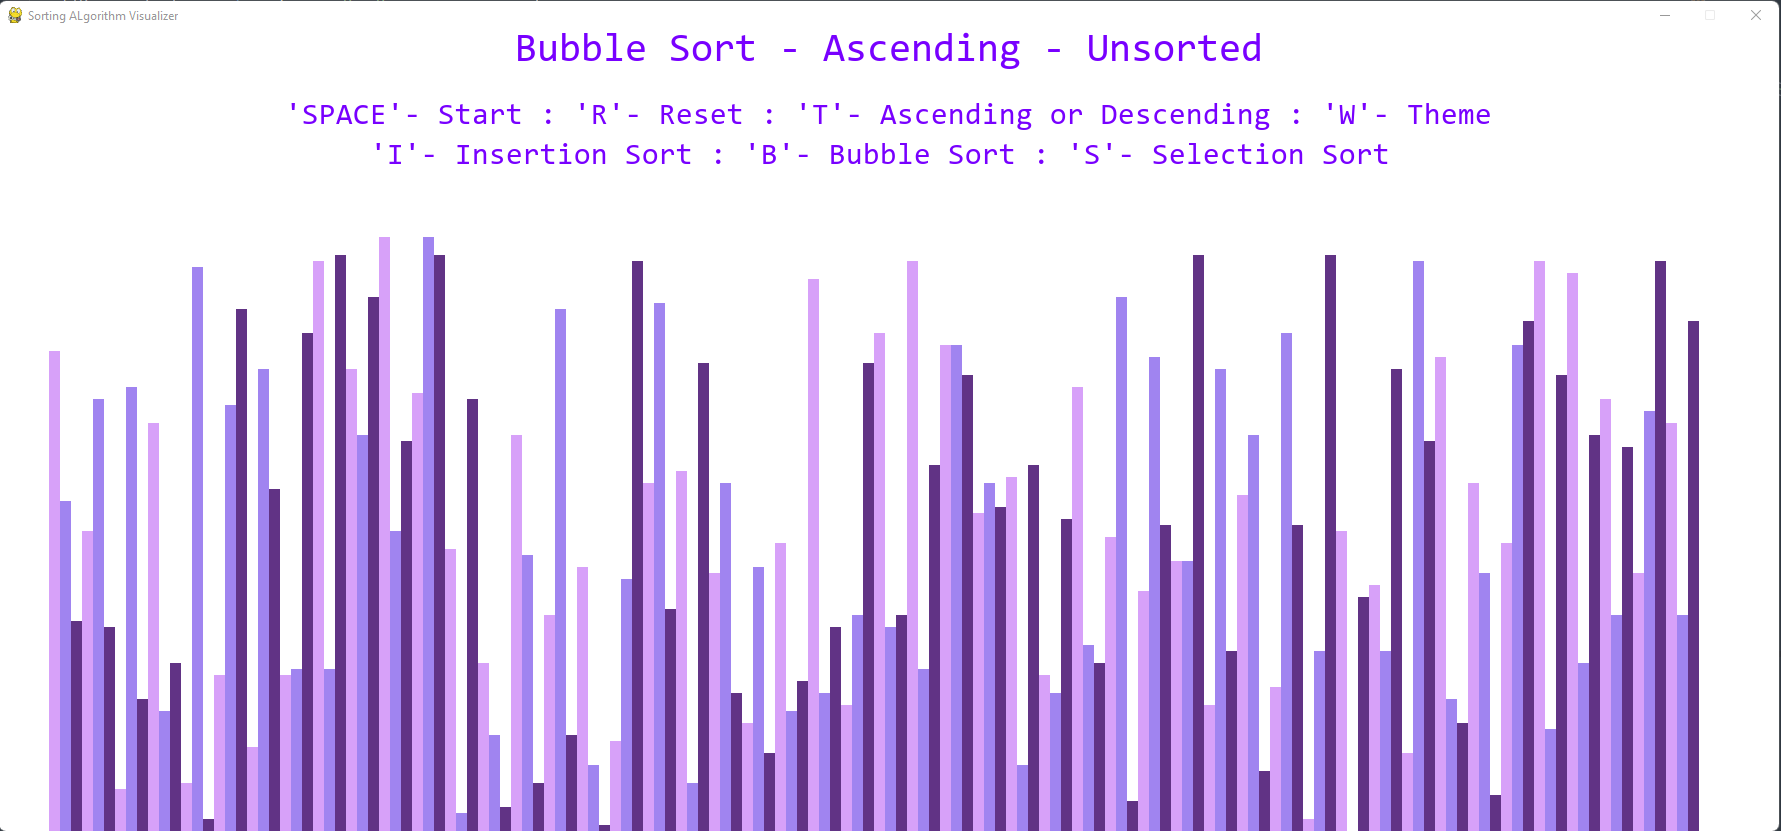 Sorting ALgorithm Visualizer
Bubble Sort - Ascending - Unsorted
'SPACE'- Start : 'R'- Reset : 'T'- Ascending or Descending : 'W'- Theme
'I'- Insertion Sort : 'B'- Bubble Sort : 'S'- Selection Sort